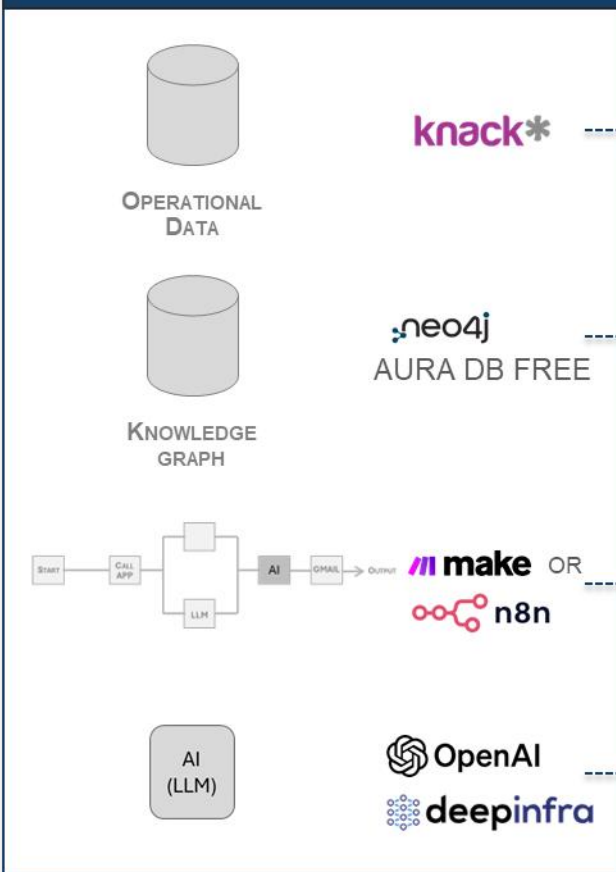 knack*
OPERATIONAL
DATA
neo4j
AURA DB FREE
KNOWLEDGE
GRAPH
START
CALL
APP
LLM
AI
GMAIL
OUTPUT
make OR
n8n
AI
(LLM)
OpenAI
deepinfra